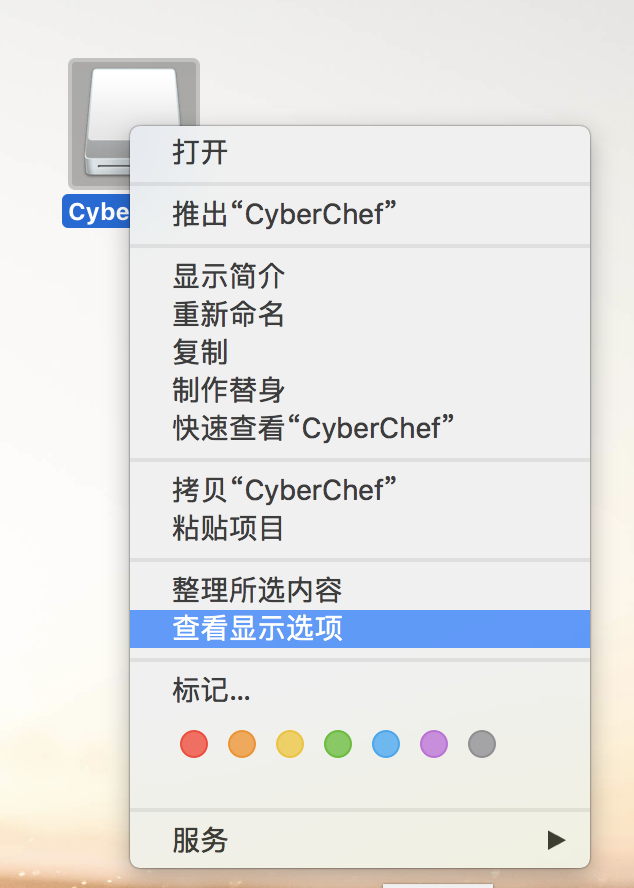 Cybe
打开
推出“CyberChef”
显示简介
重新命名
复制
制作替身
快速查看“CyberChef”
拷贝“CyberChef”
粘贴项目
整理所选内容
查看显示选项
标记...
服务